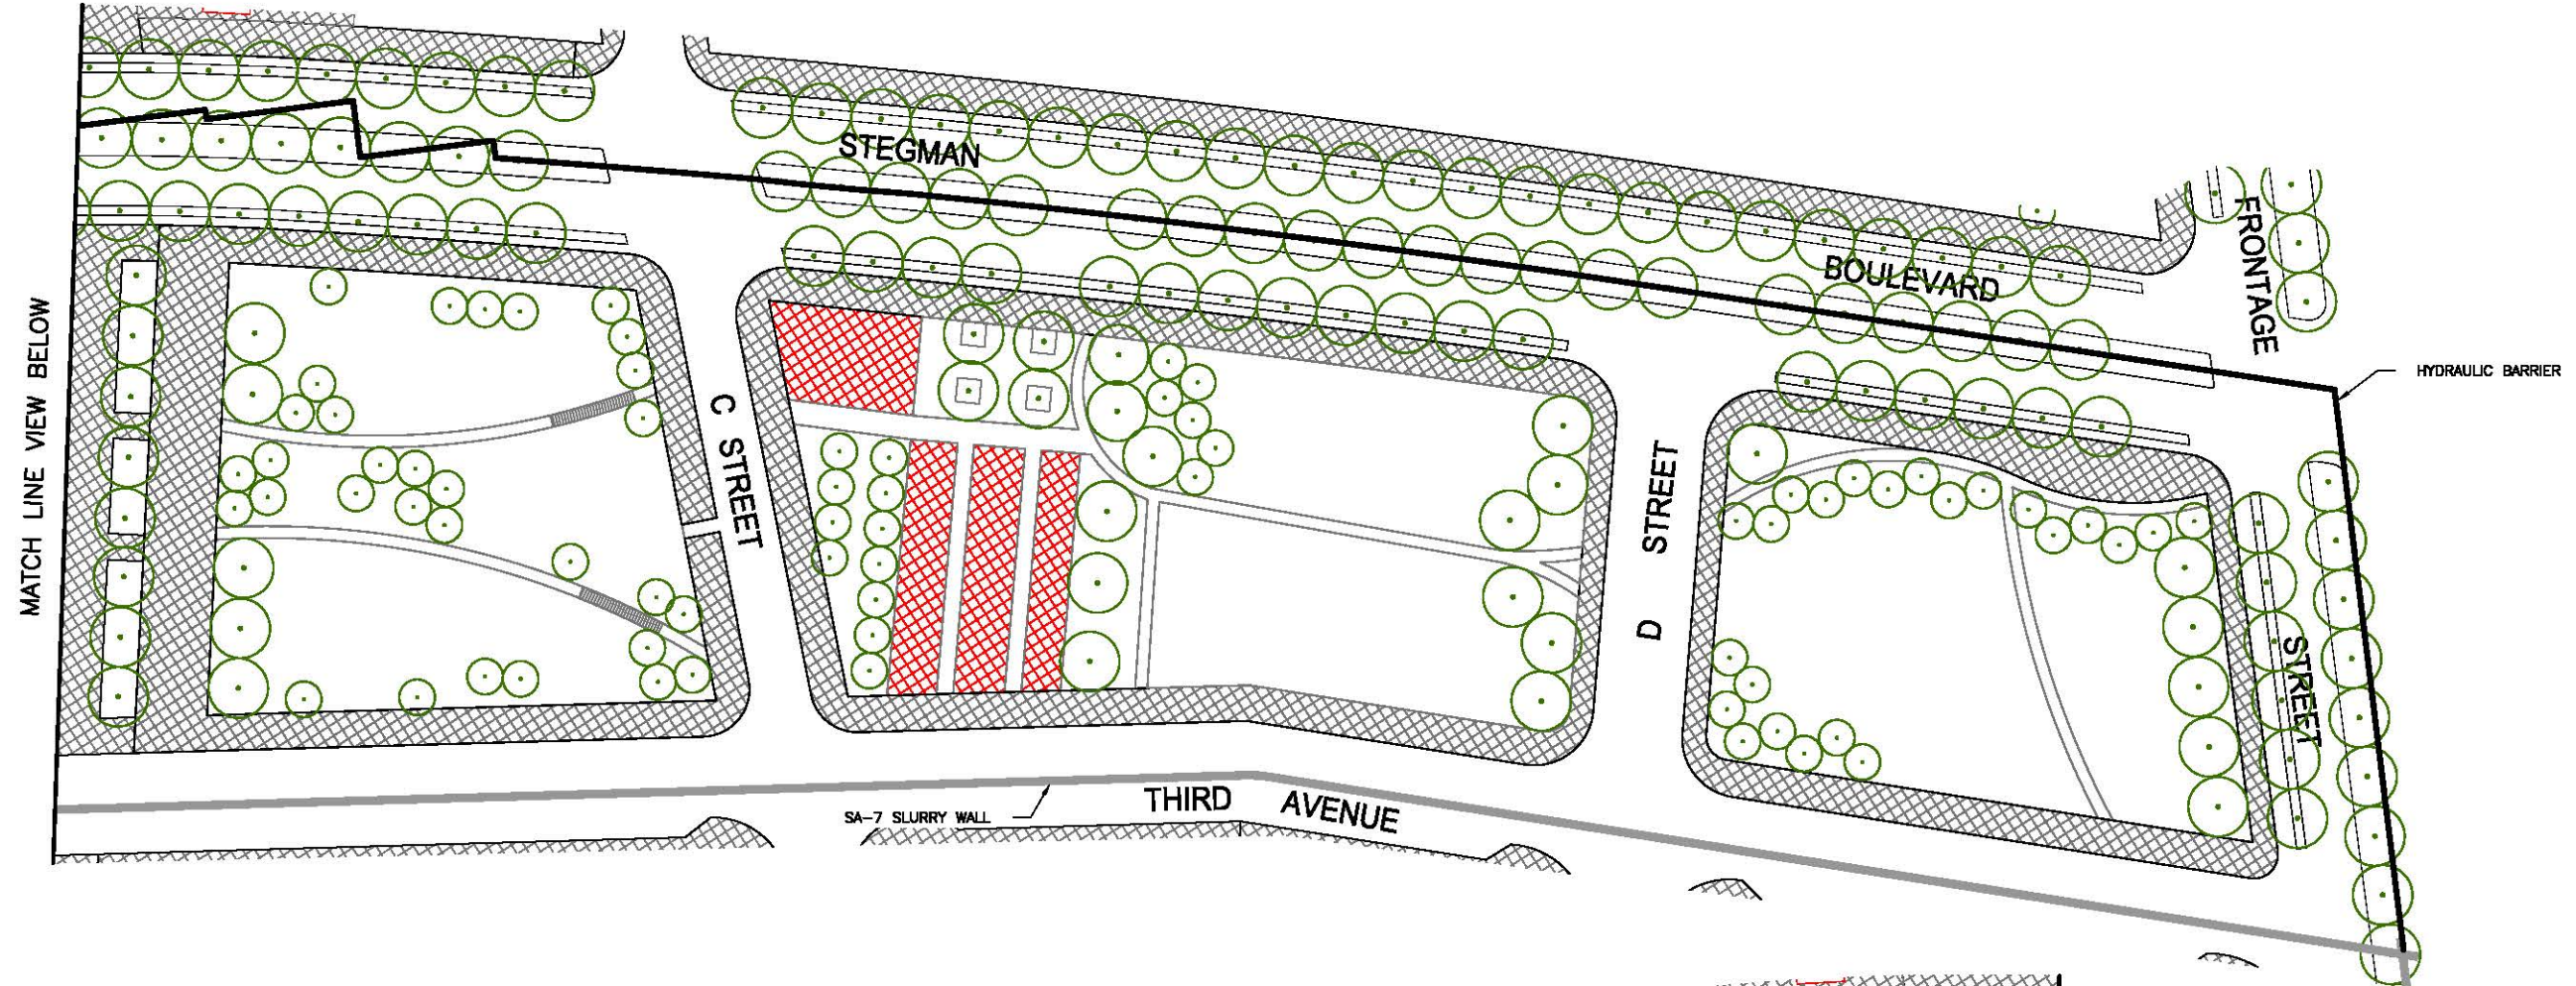 STEGMAN
BOULEVARD
FRONTAGE
STREET
HYDRAULIC BARRIER
MATCH LINE VIEW BELOW
C STREET
D STREET
SA-7 SLURRY WALL
THIRD AVENUE